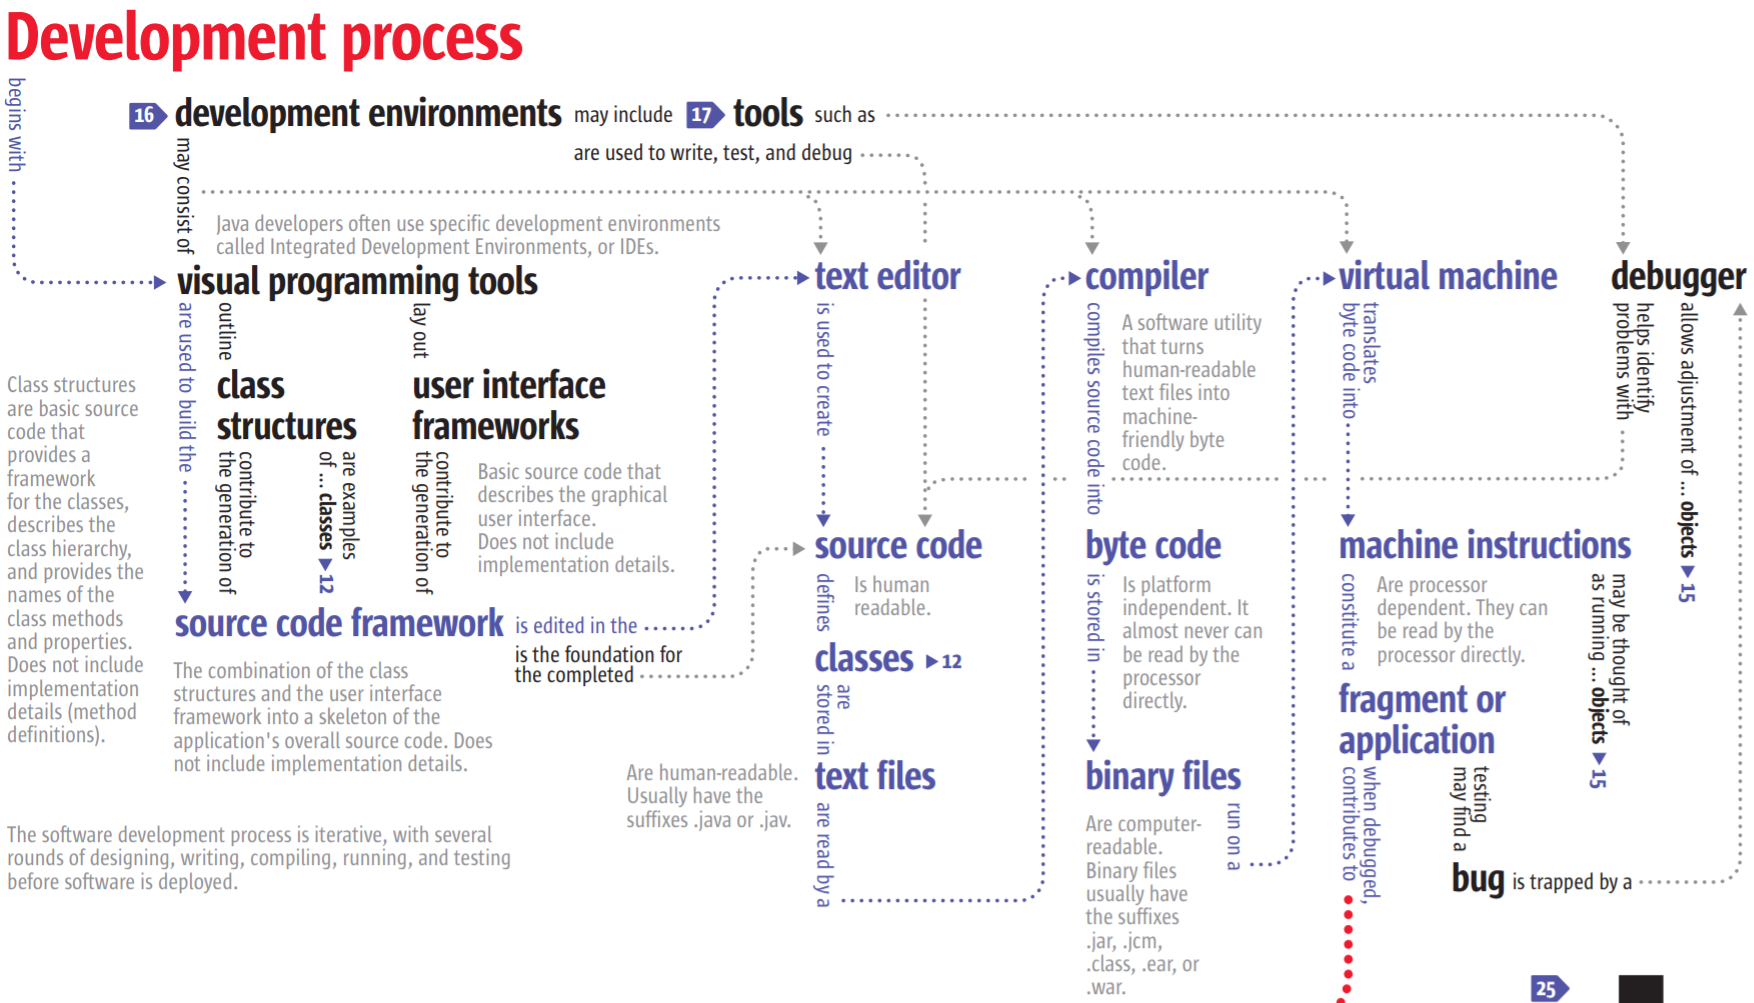 Development process
begins with
16 development environments may include 17 tools such as
are used to write, test, and debug
may consist of
Java developers often use specific development environments
called Integrated Development Environments, or IDEs.
visual programming tools
are used to build the
outline
class
structures
contribute to
the generation of
are examples
of ... classes ▼ 12
lay out
user interface
frameworks
contribute to
the generation of
Basic source code that
describes the graphical
user interface.
Does not include
implementation details.
Class structures
are basic source
code that
provides a
framework
for the classes,
describes the
class hierarchy,
and provides the
names of the
class methods
and properties.
Does not include
implementation
details (method
definitions).
source code framework is edited in the
is the foundation for
the completed
The combination of the class
structures and the user interface
framework into a skeleton of the
application's overall source code. Does
not include implementation details.
The software development process is iterative, with several
rounds of designing, writing, compiling, running, and testing
before software is deployed.
text editor
is used to create
source code
defines
Is human
readable.
classes ▶ 12
are
stored in
text files
Are human-readable.
Usually have the
suffixes .java or .jav.
are read by a
compiler
compiles source code into
A software utility
that turns
human-readable
text files into
machine-
friendly byte
code.
byte code
is stored in
Is platform
independent. It
almost never can
be read by the
processor
directly.
binary files
Are computer-
readable.
Binary files
usually have
the suffixes
.jar, .jcm,
.class, .ear, or
.war.
run on a
virtual machine
translates
byte code into
machine instructions
constitute a
Are processor
dependent. They can
be read by the
processor directly.
may be thought of
as running ... objects ▼ 15
fragment or
application
when debugged,
contributes to
testing
may find a
bug is trapped by a
debugger
helps identify
problems with
allows adjustment of ... objects ▼ 15
25